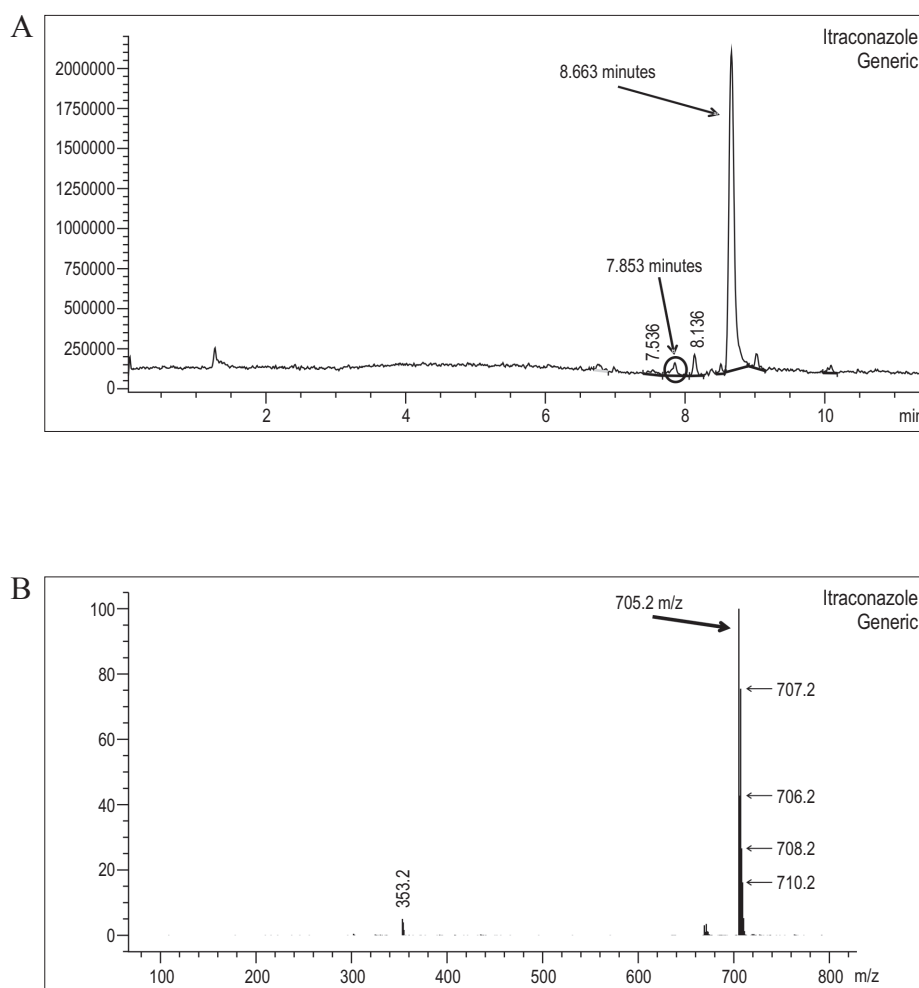 A
Itraconazole
Generic
2000000
8.663 minutes
1750000
1500000
1250000
1000000
7.853 minutes
750000
500000
7.536
8.136
250000
0
2 4 6 8 10 min
B
Itraconazole
Generic
705.2 m/z
100
707.2
80
60
706.2
40
708.2
20
353.2
710.2
0
100 200 300 400 500 600 700 800 m/z